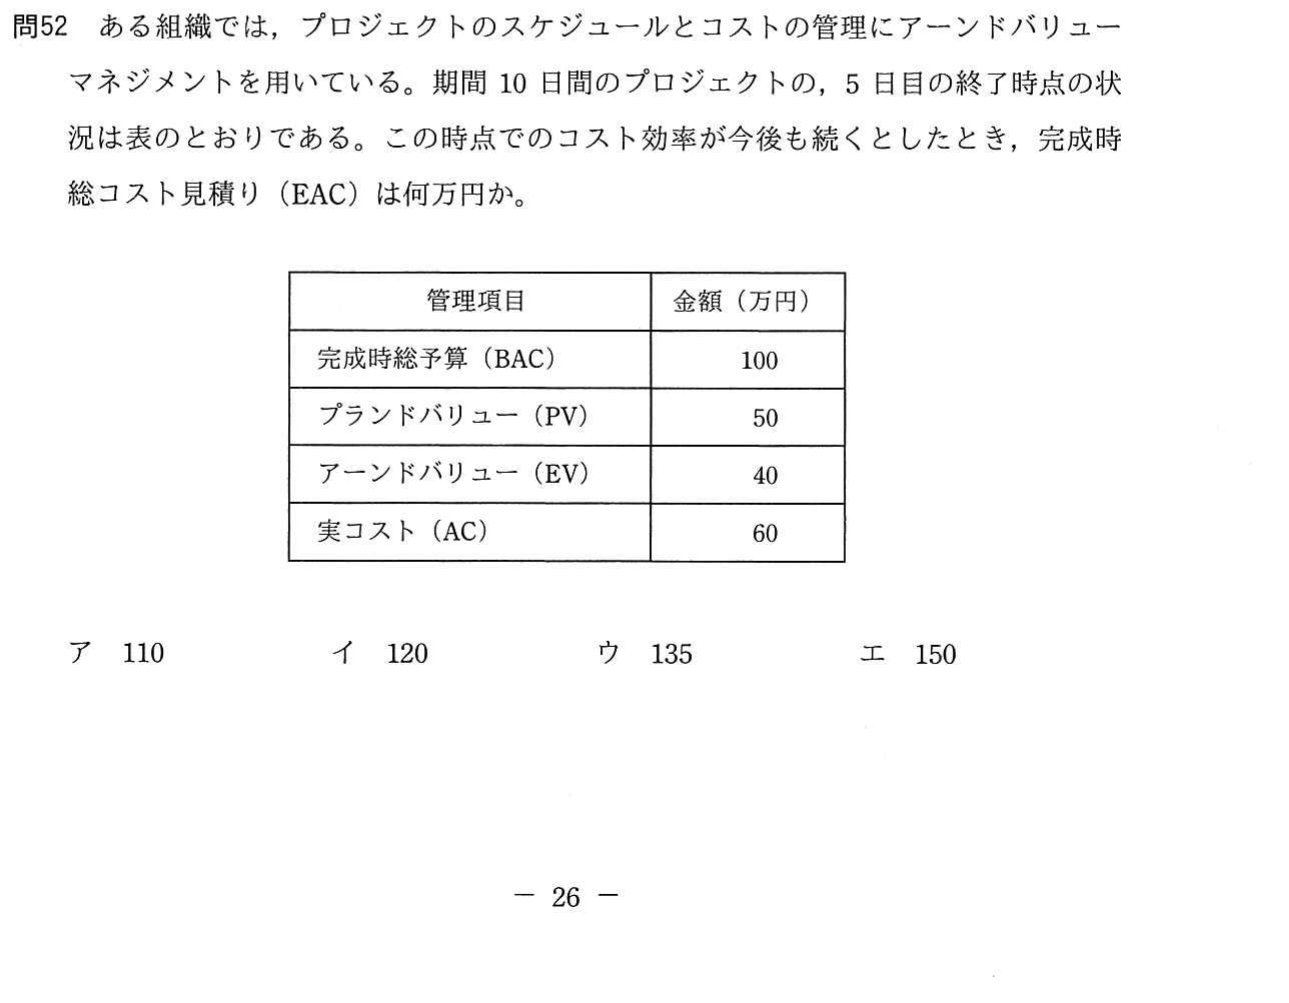 問52 ある組織では，プロジェクトのスケジュールとコストの管理にアーンドバリュー
マネジメントを用いている。期間 10 日間のプロジェクトの，5 日目の終了時点の状
況は表のとおりである。この時点でのコスト効率が今後も続くとしたとき，完成時
総コスト見積り（EAC）は何万円か。
管理項目 金額（万円）
完成時総予算（BAC） 100
プランドバリュー（PV） 50
アーンドバリュー（EV） 40
実コスト（AC） 60
ア 110 イ 120 ウ 135 エ 150
― 26 ―